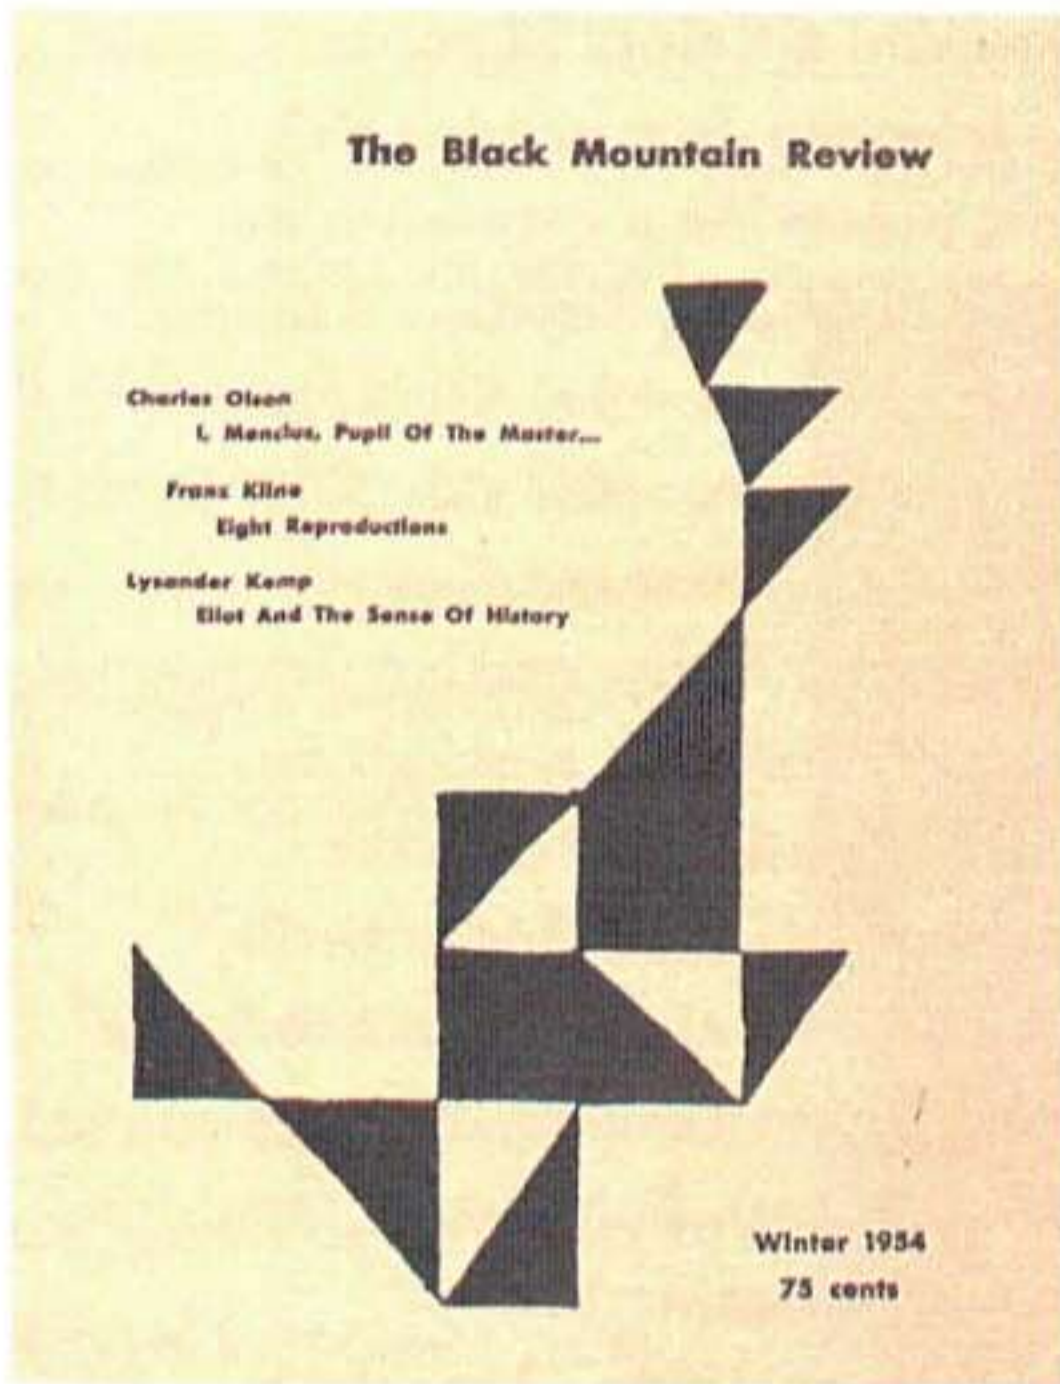 The Black Mountain Review
Charles Olson
I, Mencius, Pupil Of The Master...
Franz Kline
Eight Reproductions
Lysander Kemp
Eliot And The Sense Of History
Winter 1954
75 cents